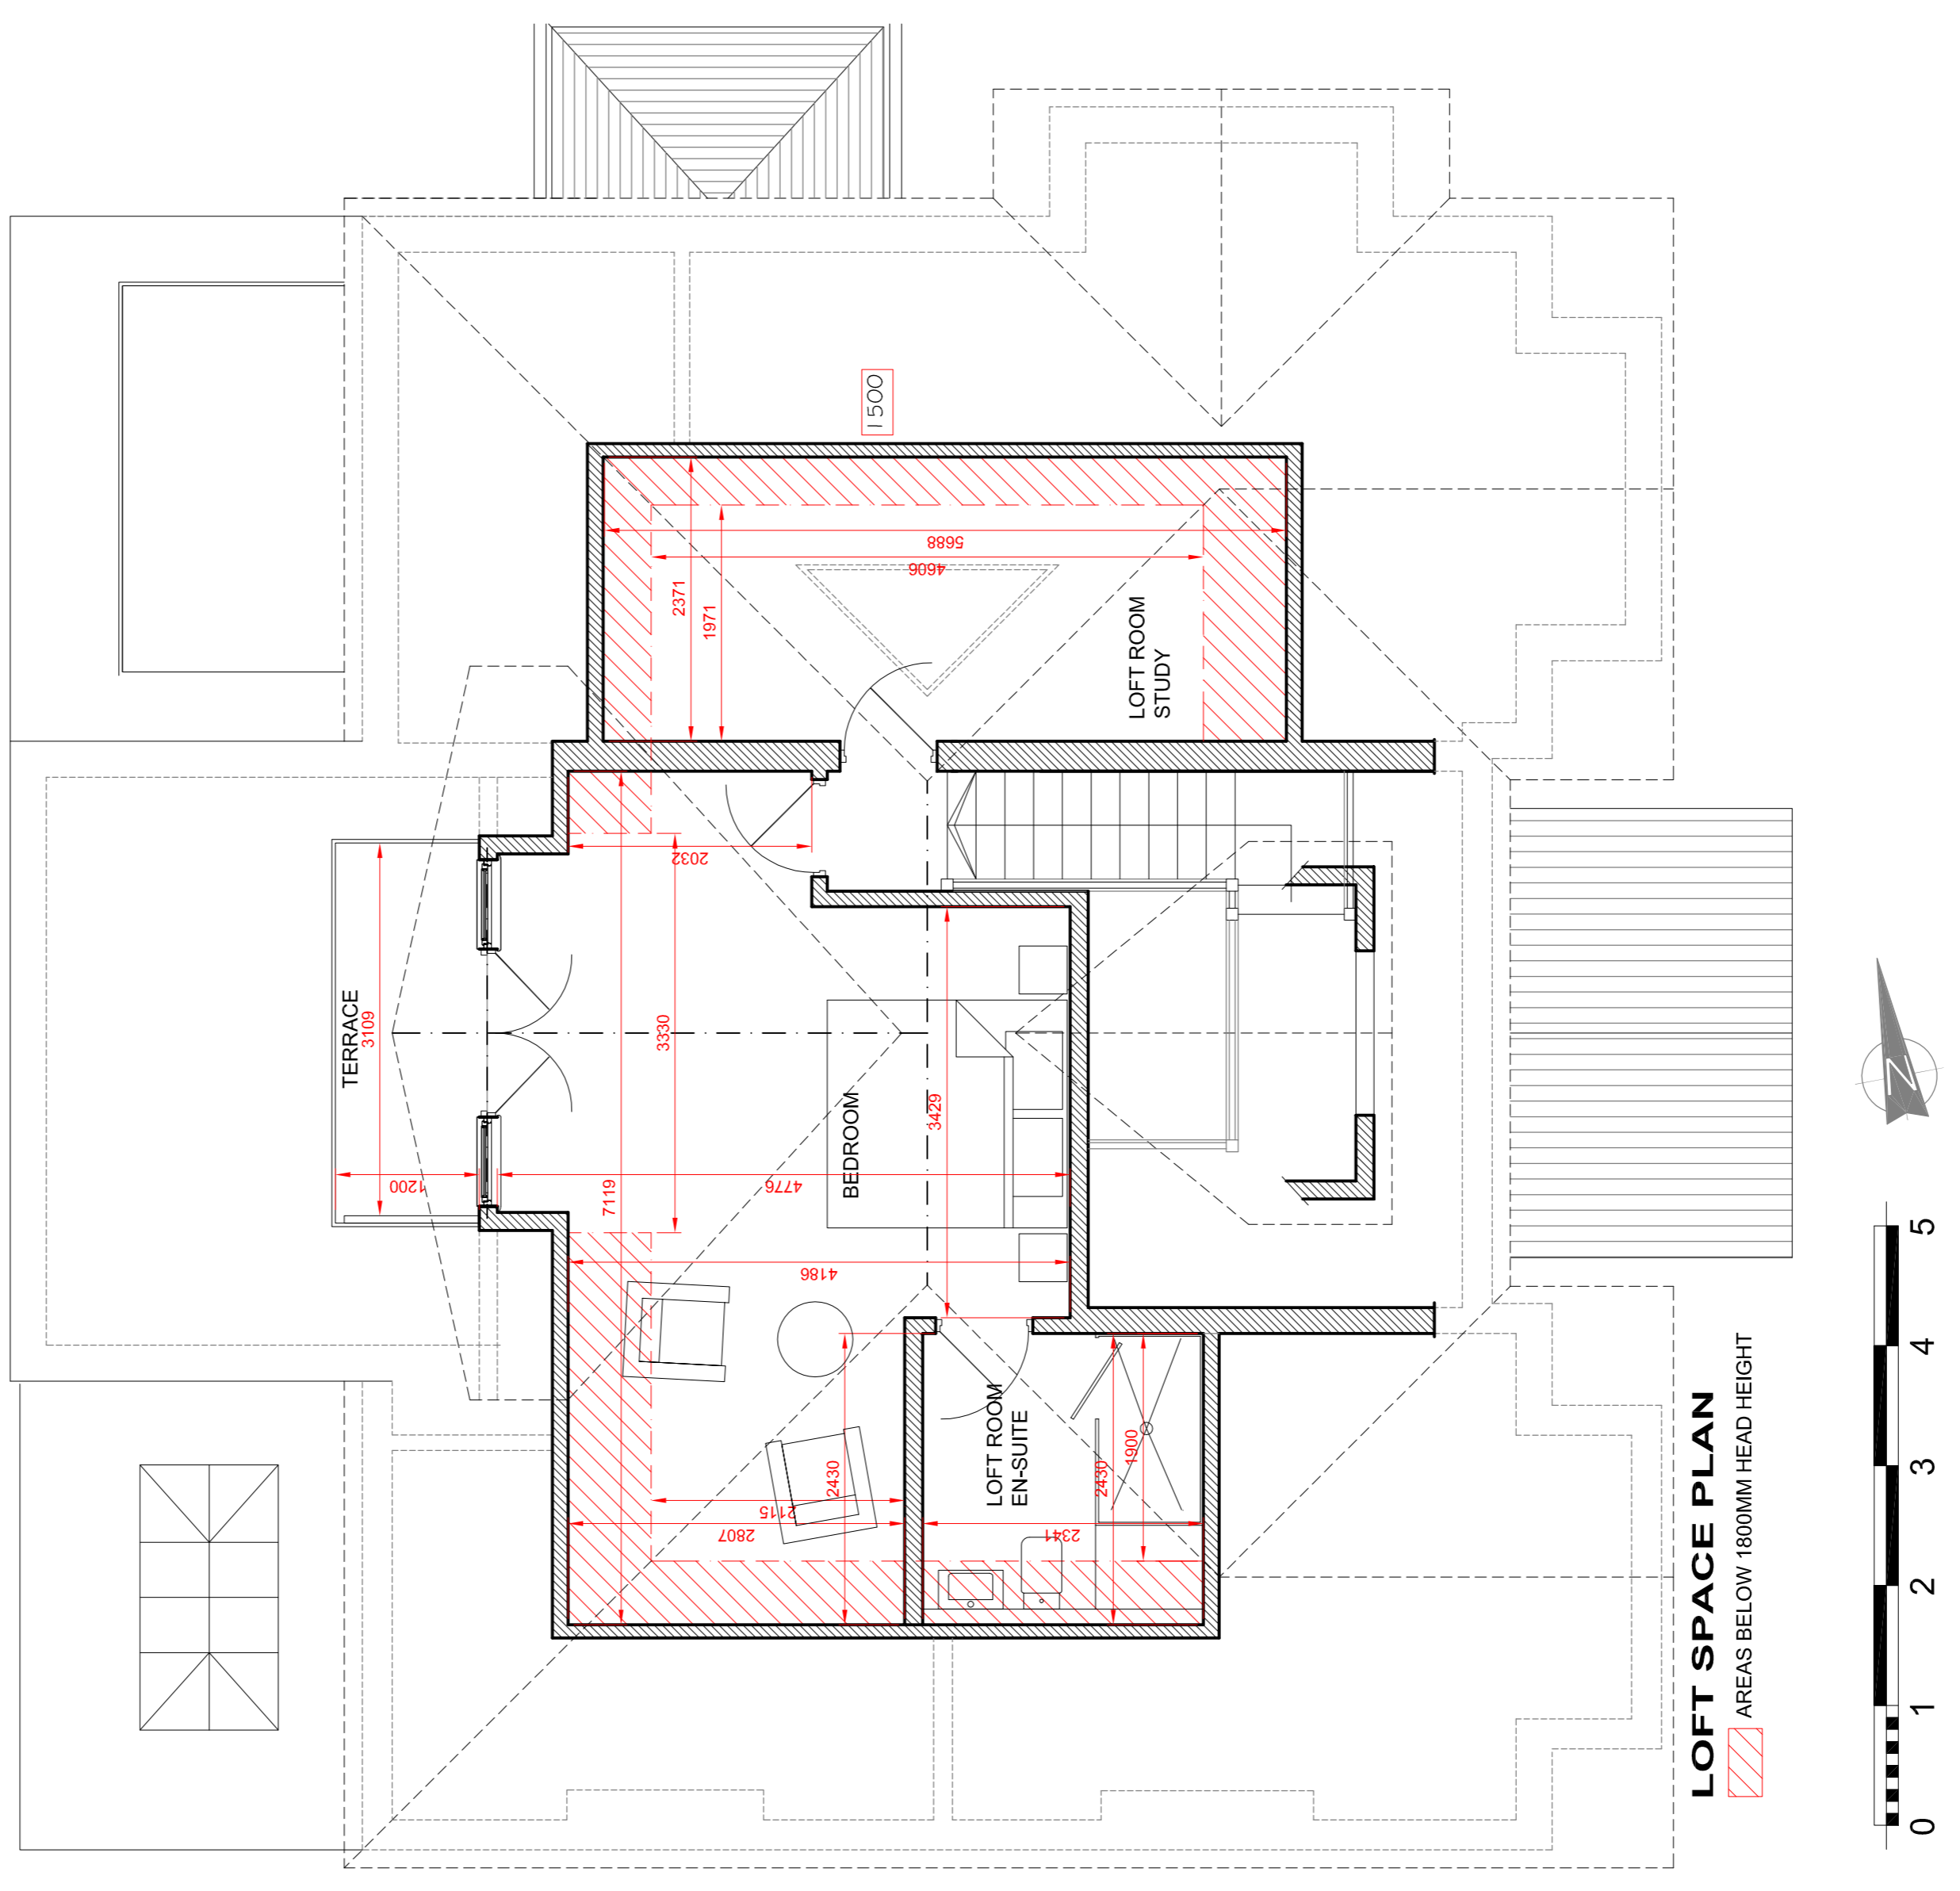 1500
5688
4606
2371
1971
LOFT ROOM
STUDY
2032
TERRACE
3109
3330
3429
BEDROOM
1200
4776
7119
4186
LOFT ROOM
EN-SUITE
2430
1900
2430
2115
2807
2341
LOFT SPACE PLAN
AREAS BELOW 1800MM HEAD HEIGHT
N
0 1 2 3 4 5